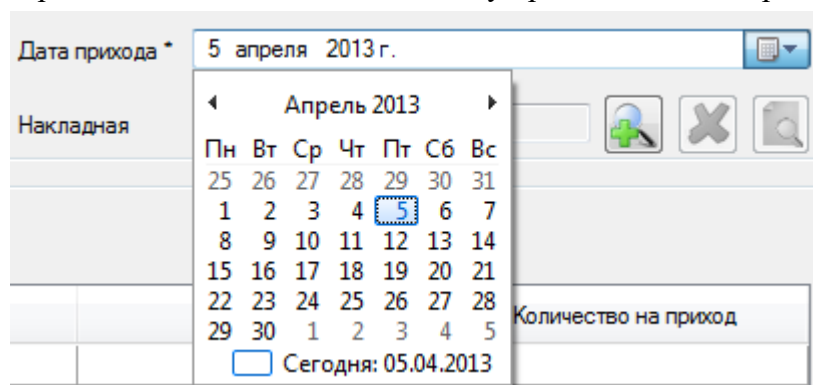 Дата прихода * 5 апреля 2013 г.
Апрель 2013
Накладная
Пн Вт Ср Чт Пт Сб Вс
25 26 27 28 29 30 31
1 2 3 4 5 6 7
8 9 10 11 12 13 14
15 16 17 18 19 20 21
22 23 24 25 26 27 28
Количество на приход
29 30 1 2 3 4 5
Сегодня: 05.04.2013